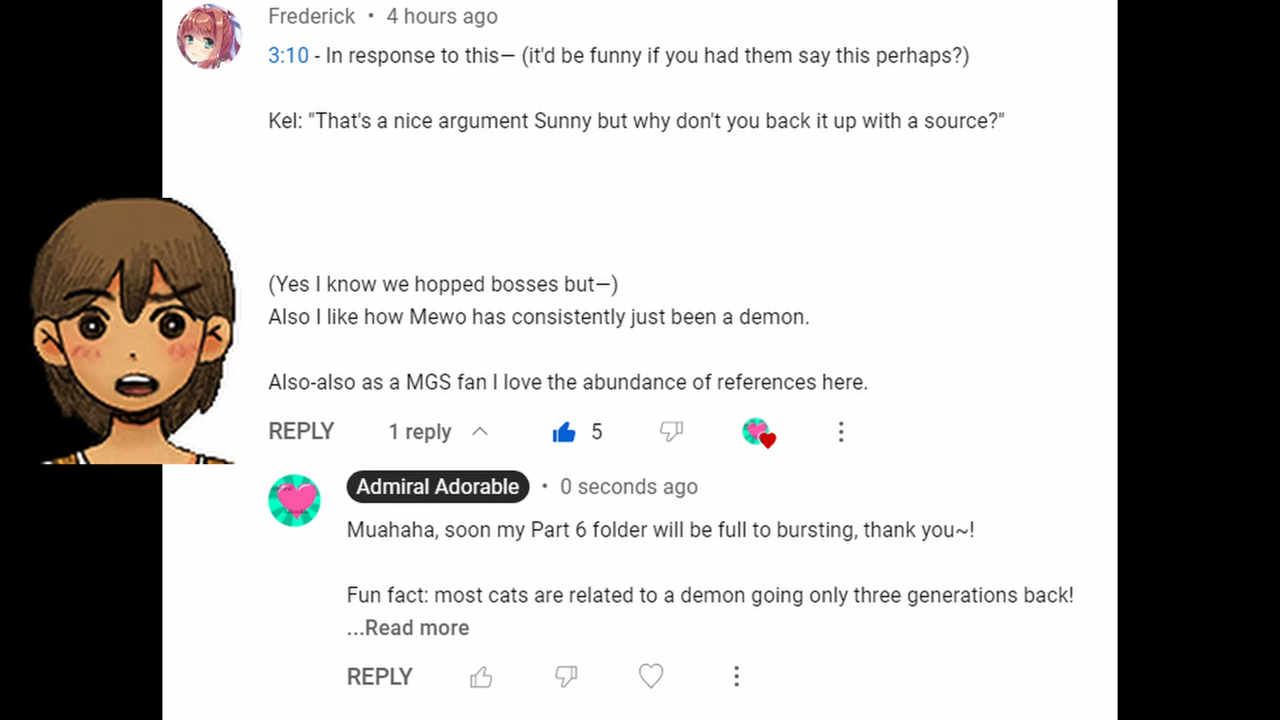 Frederick • 4 hours ago
3:10 - In response to this— (it'd be funny if you had them say this perhaps?)
Kel: "That's a nice argument Sunny but why don't you back it up with a source?"
(Yes I know we hopped bosses but—)
Also I like how Mewo has consistently just been a demon.
Also-also as a MGS fan I love the abundance of references here.
REPLY 1 reply 5
Admiral Adorable • 0 seconds ago
Muahaha, soon my Part 6 folder will be full to bursting, thank you~!
Fun fact: most cats are related to a demon going only three generations back!
...Read more
REPLY